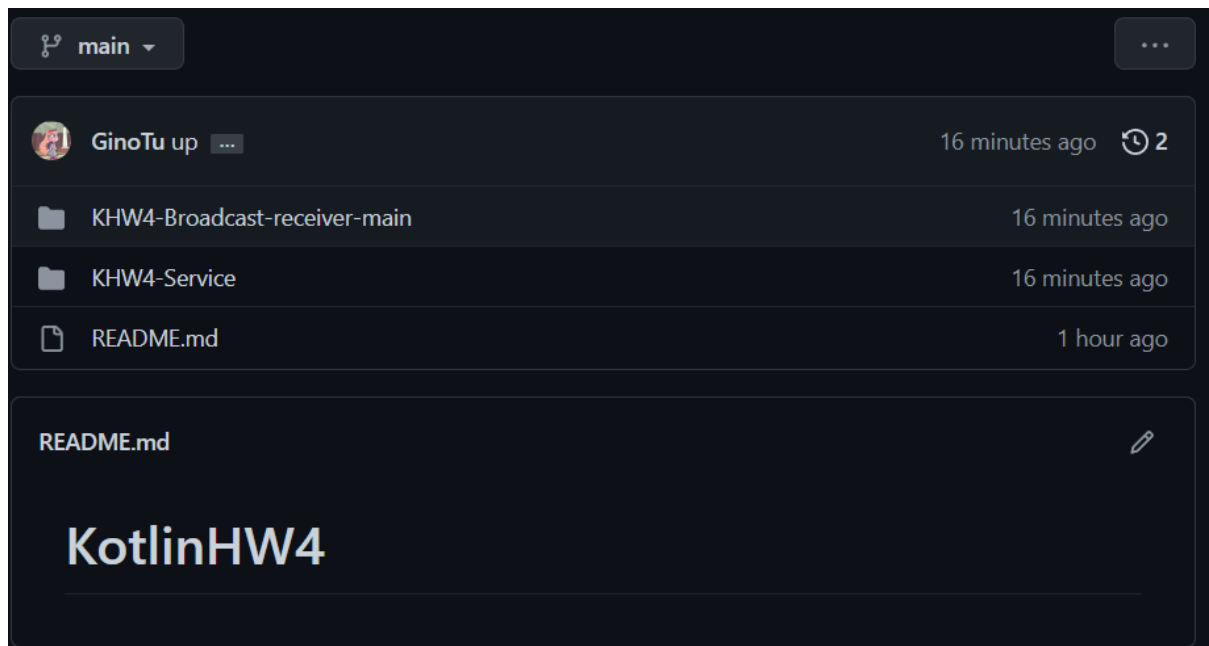 main
...
GinoTu up ... 16 minutes ago 2
KHW4-Broadcast-receiver-main 16 minutes ago
KHW4-Service 16 minutes ago
README.md 1 hour ago
README.md
KotlinHW4